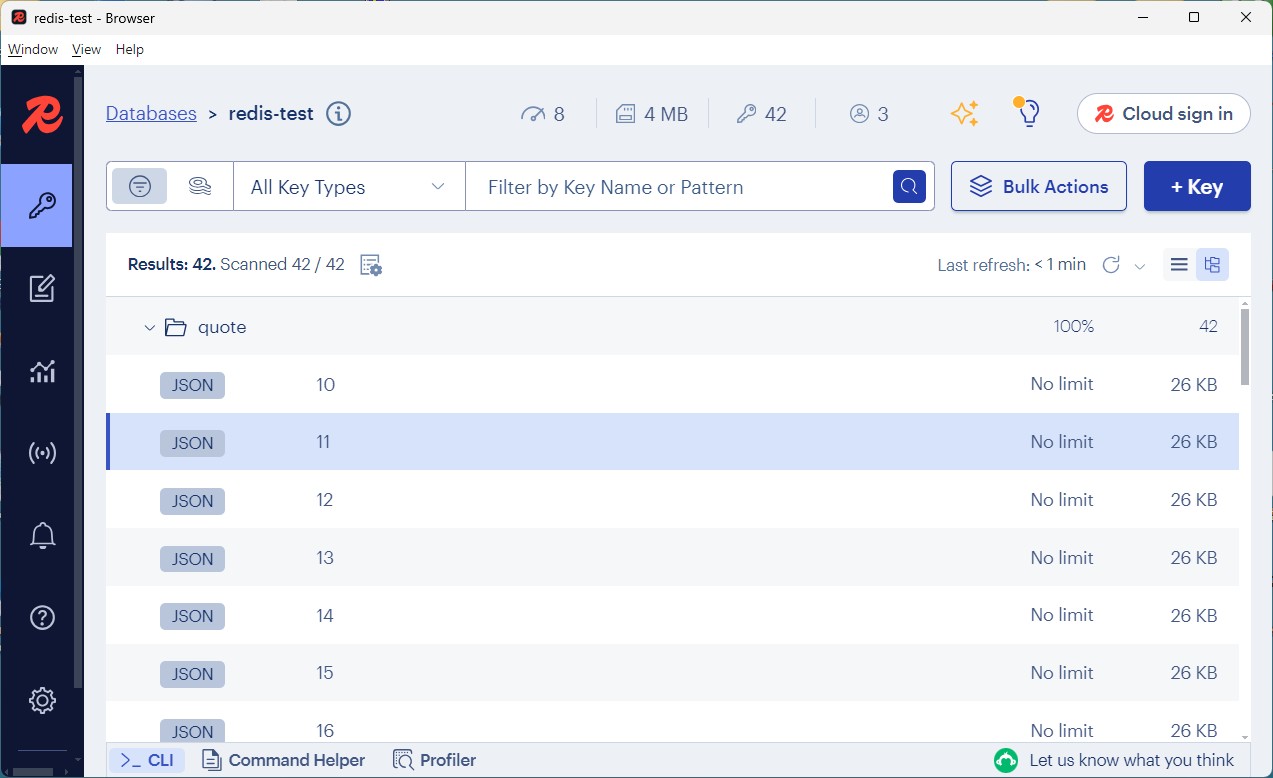 redis-test - Browser
Window View Help
Databases > redis-test 8 4 MB 42 3 Cloud sign in
All Key Types Filter by Key Name or Pattern Bulk Actions + Key
Results: 42. Scanned 42 / 42 Last refresh: < 1 min
quote 100% 42
JSON 10 No limit 26 KB
JSON 11 No limit 26 KB
JSON 12 No limit 26 KB
JSON 13 No limit 26 KB
JSON 14 No limit 26 KB
JSON 15 No limit 26 KB
JSON 16 No limit 26 KB
>_ CLI Command Helper Profiler Let us know what you think